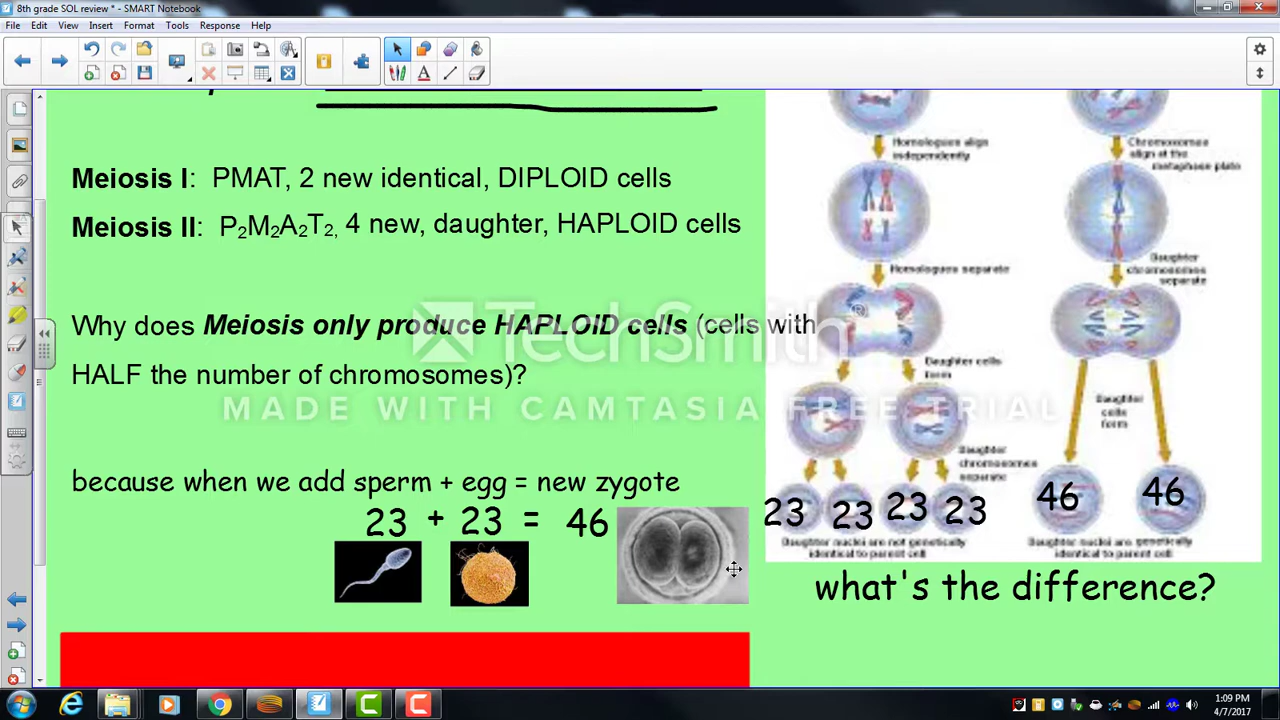 8th grade SOL review * - SMART Notebook
File Edit View Insert Format Tools Response Help
Meiosis I: PMAT, 2 new identical, DIPLOID cells
Meiosis II: P2M2A2T2, 4 new, daughter, HAPLOID cells
Why does Meiosis only produce HAPLOID cells (cells with
HALF the number of chromosomes)?
because when we add sperm + egg = new zygote
23 + 23 = 46
TechSmith
MADE WITH CAMTASIA FREE TRIAL
Homologues align
independently
Homologues separate
Daughter cells
form
Daughter
chromosomes
separate
23 23 23 23
Daughter nuclei are not genetically
identical to parent cell
Chromosomes
align at the
metaphase plate
Daughter
chromosomes
separate
Daughter
cells
form
46 46
Daughter nuclei are genetically
identical to parent cell
what's the difference?
1:09 PM
4/7/2017